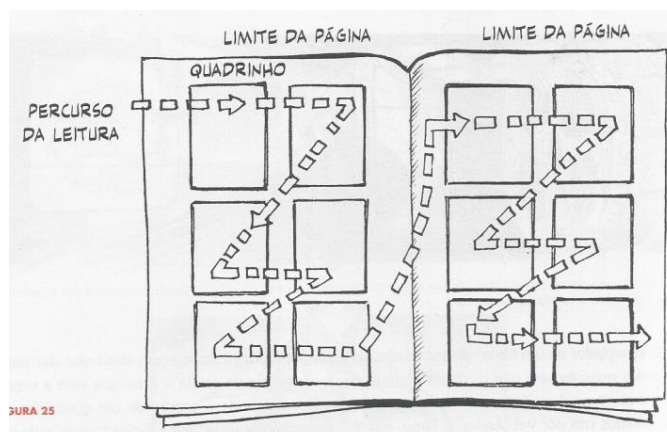 LIMITE DA PÁGINA
LIMITE DA PÁGINA
QUADRINHO
PERCURSO
DA LEITURA
GURA 25